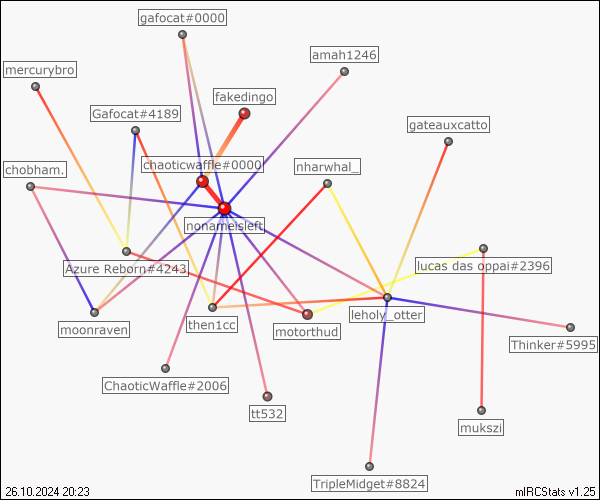 gafocat#0000
amah1246
mercurybro
fakedingo
Gafocat#4189
gateauxcatto
chaoticwaffle#0000
chobham.
nharwhal_
nonameisleft
Azure Reborn#4243
lucas das oppai#2396
moonraven
then1cc
motorthud
leholy_otter
Thinker#5995
ChaoticWaffle#2006
tt532
mukszi
TripleMidget#8824
26.10.2024 20:23
mIRCStats v1.25